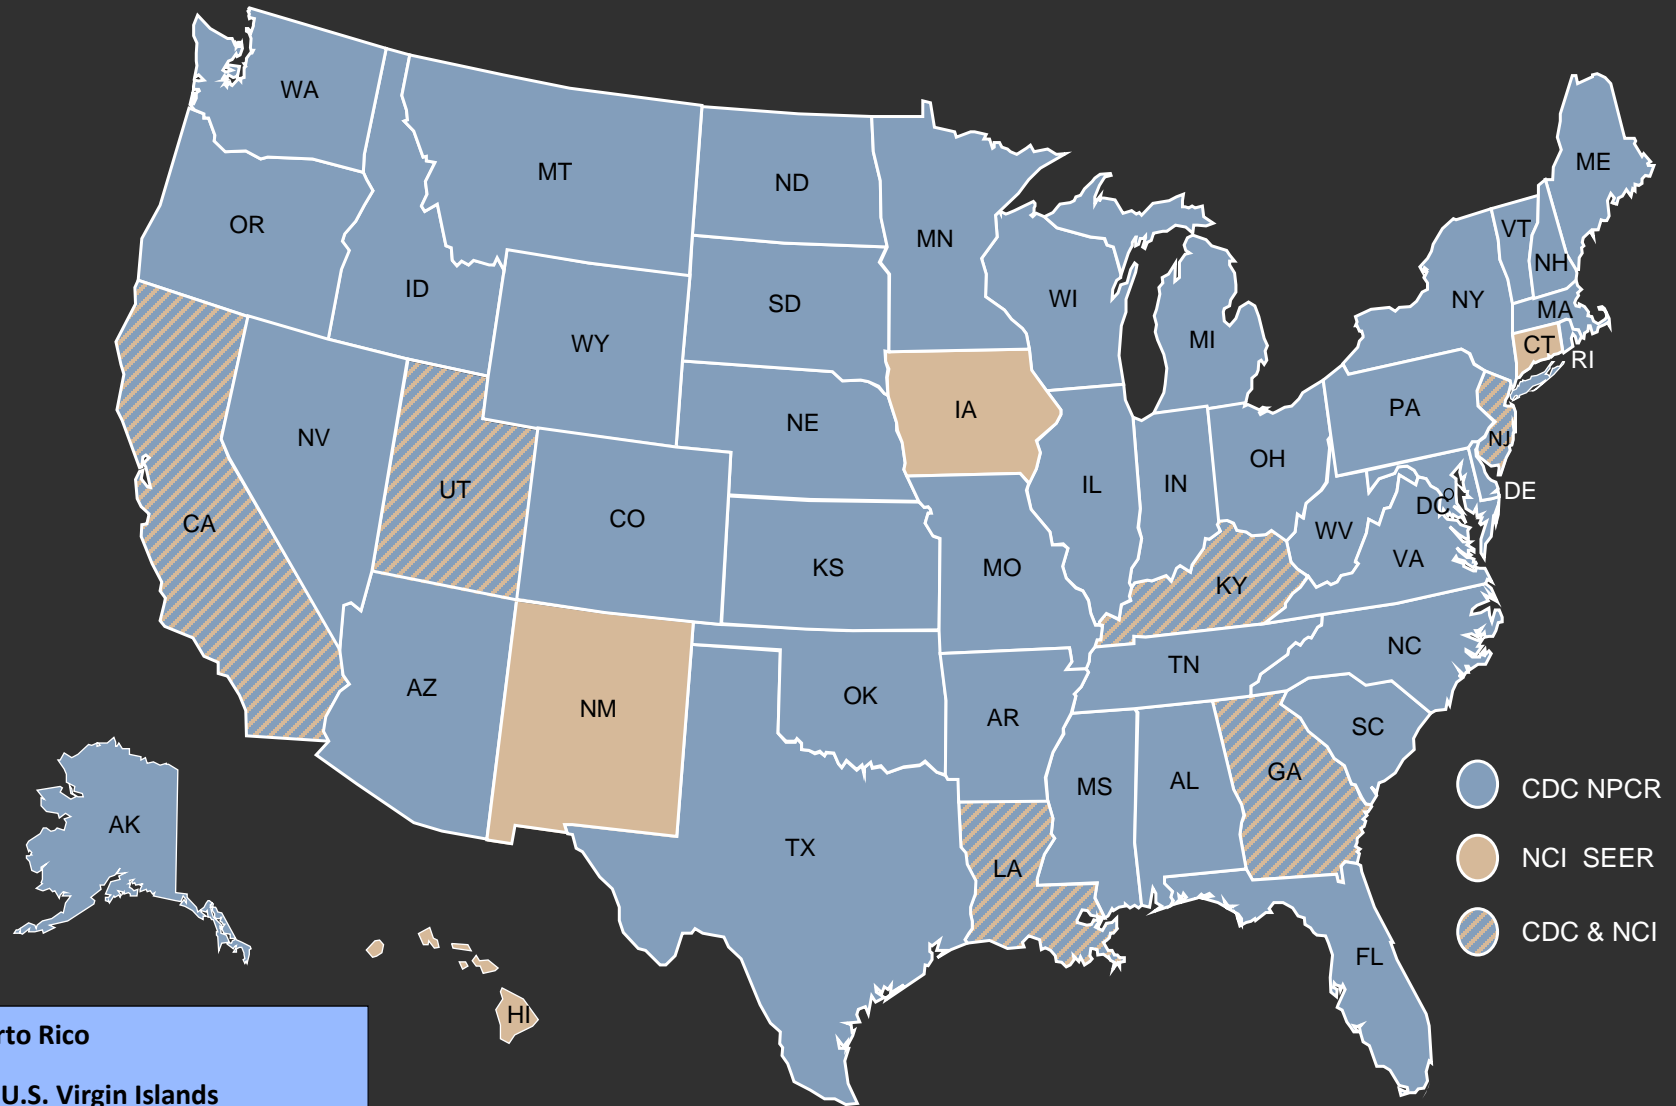 WA
MT
ND
MN
OR
ID
WY
SD
WI
MI
ME
VT
NH
NY
MA
CT
RI
NV
UT
CO
NE
IA
IL
IN
OH
PA
NJ
DE
DC
WV
VA
CA
KS
MO
KY
AZ
NM
OK
AR
TN
NC
SC
TX
LA
MS
AL
GA
FL
AK
HI
CDC NPCR
NCI SEER
CDC & NCI
rto Rico
U.S. Virgin Islands